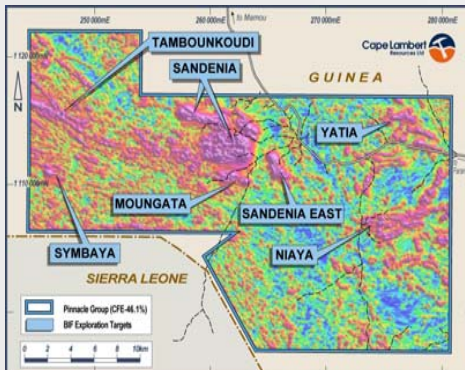 250 000mE
260 000mE
270 000mE
280 000mE
to Mamou
TAMBOUNKOUDI
SANDENIA
Cape Lambert
Resources Ltd
GUINEA
1 120 000mN
N
YATIA
1 110 000mN
MOUNGATA
SANDENIA EAST
SYMBAYA
NIAYA
SIERRA LEONE
Pinnacle Group (CFE-46.1%)
BIF Exploration Targets
0 2 4 6 8 10km